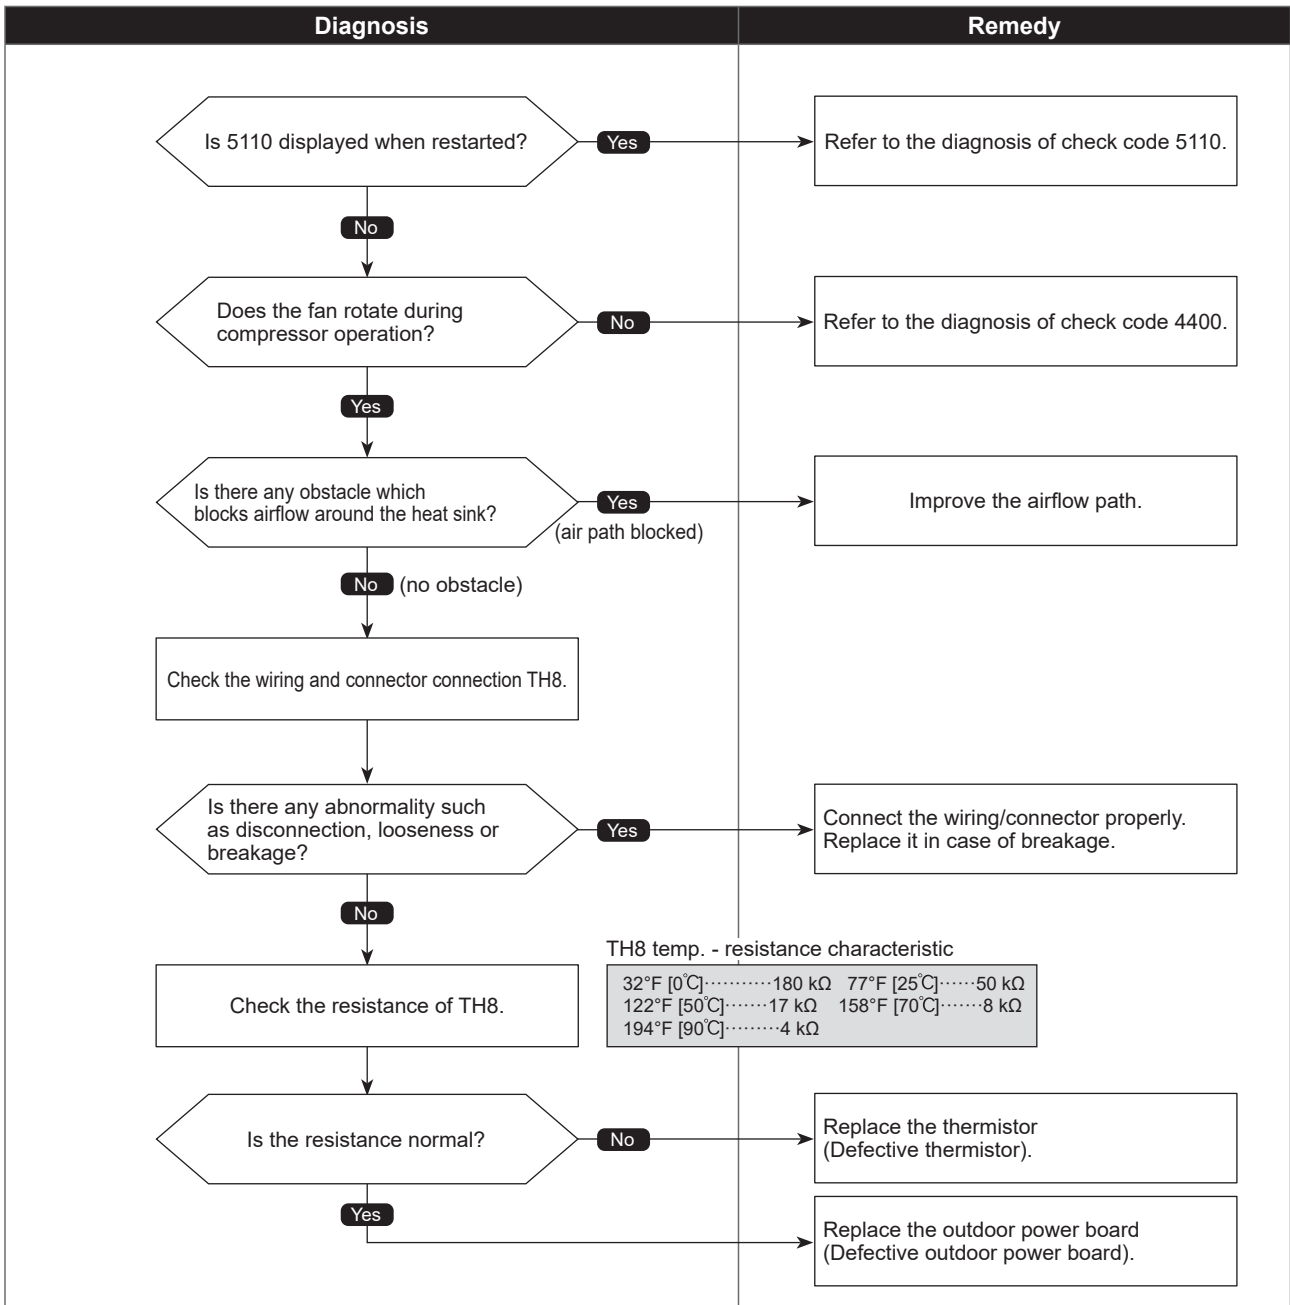 Diagnosis
Remedy
Is 5110 displayed when restarted?
Yes
Refer to the diagnosis of check code 5110.
No
Does the fan rotate during
compressor operation?
No
Refer to the diagnosis of check code 4400.
Yes
Is there any obstacle which
blocks airflow around the heat sink?
Yes
(air path blocked)
Improve the airflow path.
No (no obstacle)
Check the wiring and connector connection TH8.
Is there any abnormality such
as disconnection, looseness or
breakage?
Yes
Connect the wiring/connector properly.
Replace it in case of breakage.
No
TH8 temp. - resistance characteristic
32°F [0℃]···········180 kΩ 77°F [25℃]······50 kΩ
122°F [50℃]·······17 kΩ 158°F [70℃]·······8 kΩ
194°F [90℃]·········4 kΩ
Check the resistance of TH8.
Is the resistance normal?
No
Replace the thermistor
(Defective thermistor).
Yes
Replace the outdoor power board
(Defective outdoor power board).